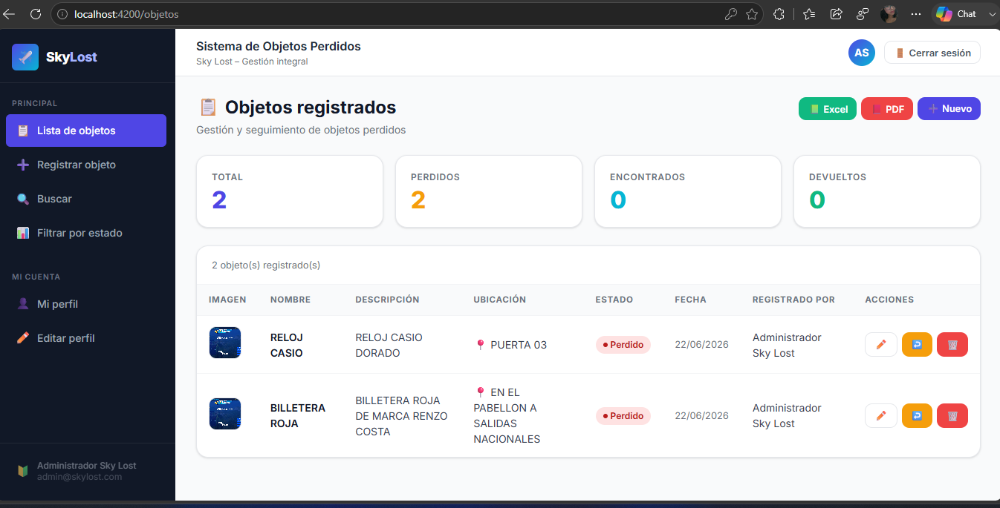 localhost:4200/objetos
Chat
SkyLost
Sistema de Objetos Perdidos
Sky Lost – Gestión integral
AS
Cerrar sesión
PRINCIPAL
Lista de objetos
Registrar objeto
Buscar
Filtrar por estado
MI CUENTA
Mi perfil
Editar perfil
Administrador Sky Lost
admin@skylost.com
Objetos registrados
Gestión y seguimiento de objetos perdidos
Excel
PDF
Nuevo
TOTAL
2
PERDIDOS
2
ENCONTRADOS
0
DEVUELTOS
0
2 objeto(s) registrado(s)
IMAGEN NOMBRE DESCRIPCIÓN UBICACIÓN ESTADO FECHA REGISTRADO POR ACCIONES
RELOJ
CASIO
RELOJ CASIO
DORADO
PUERTA 03
Perdido
22/06/2026
Administrador
Sky Lost
BILLETERA
ROJA
BILLETERA ROJA
DE MARCA RENZO
COSTA
EN EL
PABELLON A
SALIDAS
NACIONALES
Perdido
22/06/2026
Administrador
Sky Lost